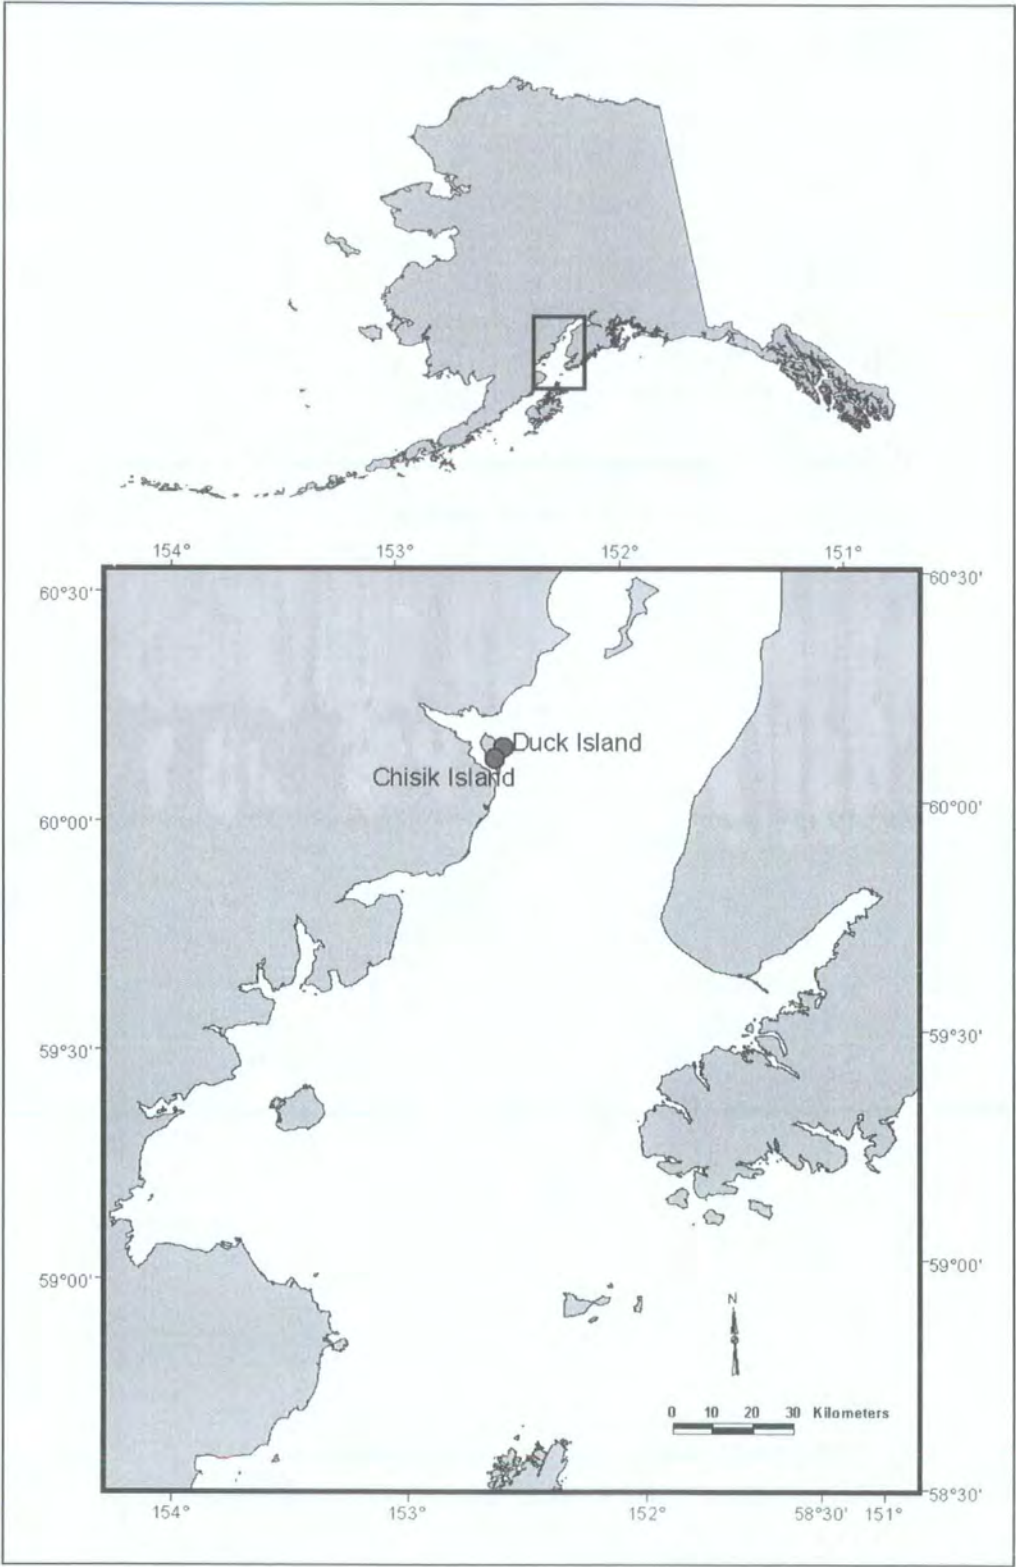 154° 153° 152° 151°
60°30' 60°30'
Duck Island
Chisik Island
60°00' 60°00'
59°30' 59°30'
59°00' 59°00'
N
0 10 20 30 Kilometers
58°30'
154° 153° 152° 58°30' 151°